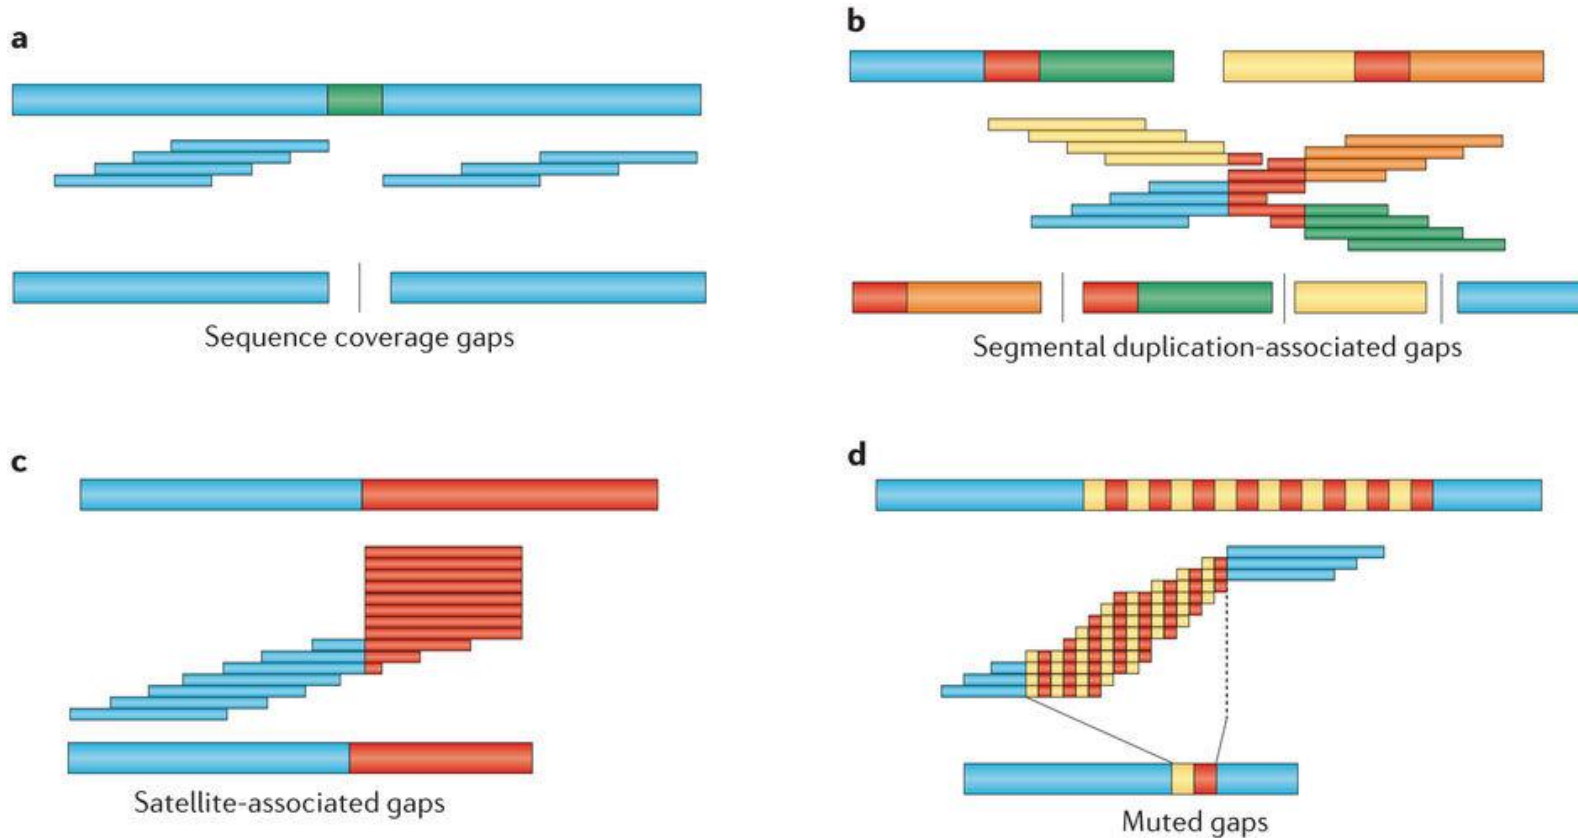 a
Sequence coverage gaps
b
Segmental duplication-associated gaps
c
Satellite-associated gaps
d
Muted gaps